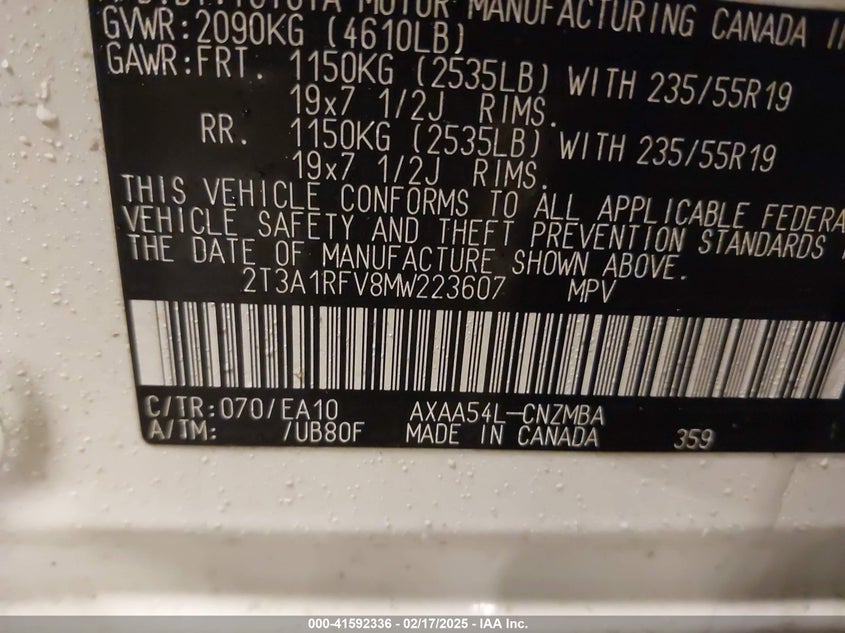 MOTOR MANUFACTURING CANADA
GVWR:2090KG (4610LB)
GAWR:FRT. 1150KG (2535LB) WITH 235/55R19
19x7 1/2J RIMS.
RR. 1150KG (2535LB) WITH 235/55R19
19x7 1/2J RIMS.
THIS VEHICLE CONFORMS TO ALL APPLICABLE FEDERA
VEHICLE SAFETY AND THEFT PREVENTION STANDARDS
THE DATE OF MANUFACTURE SHOWN ABOVE.
2T3A1RFV8MW223607 MPV
C/TR:070/EA10 AXAA54L-CNZMBA
A/TM: /UB80F MADE IN CANADA 359
000-41592336 - 02/17/2025 - IAA Inc.